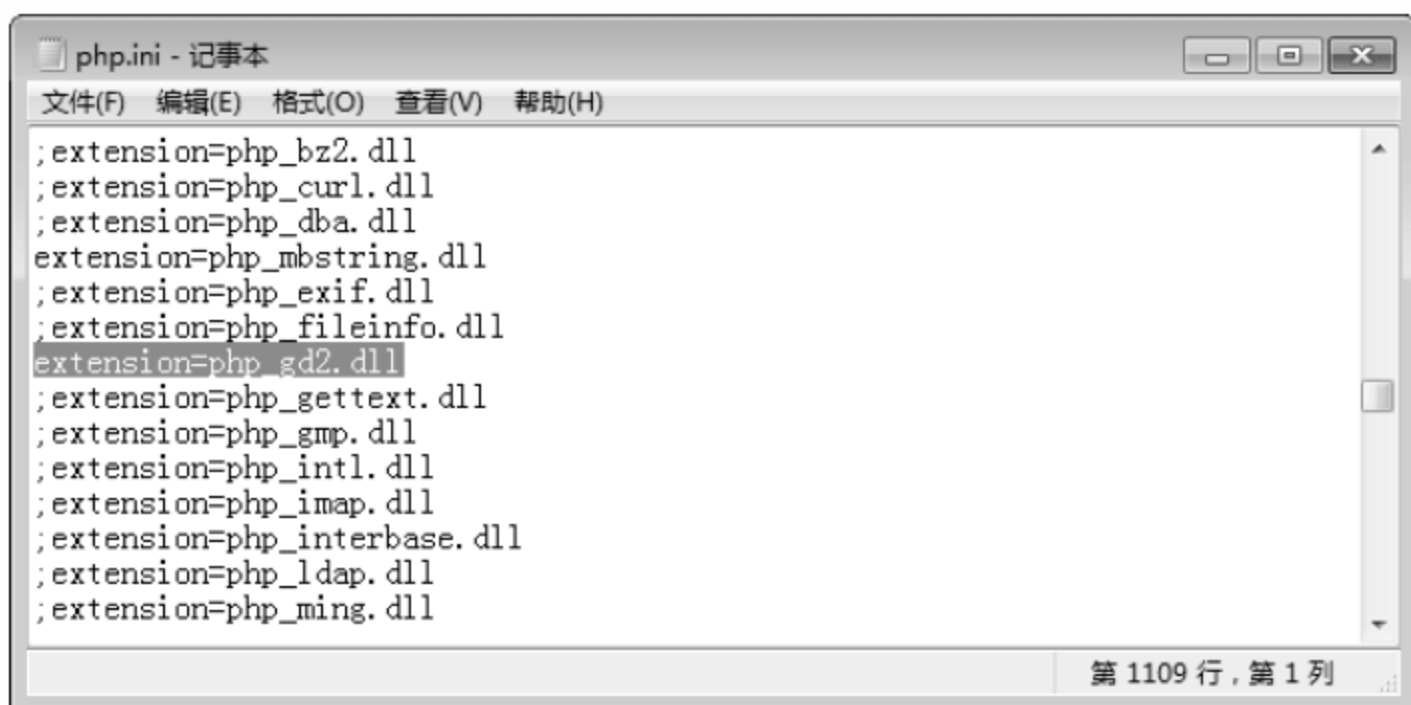 php.ini - 记事本
文件(F) 编辑(E) 格式(O) 查看(V) 帮助(H)
;extension=php_bz2.dll
;extension=php_curl.dll
;extension=php_dba.dll
extension=php_mbstring.dll
;extension=php_exif.dll
;extension=php_fileinfo.dll
extension=php_gd2.dll
;extension=php_gettext.dll
;extension=php_gmp.dll
;extension=php_intl.dll
;extension=php_imap.dll
;extension=php_interbase.dll
;extension=php_ldap.dll
;extension=php_ming.dll
第 1109 行，第 1 列